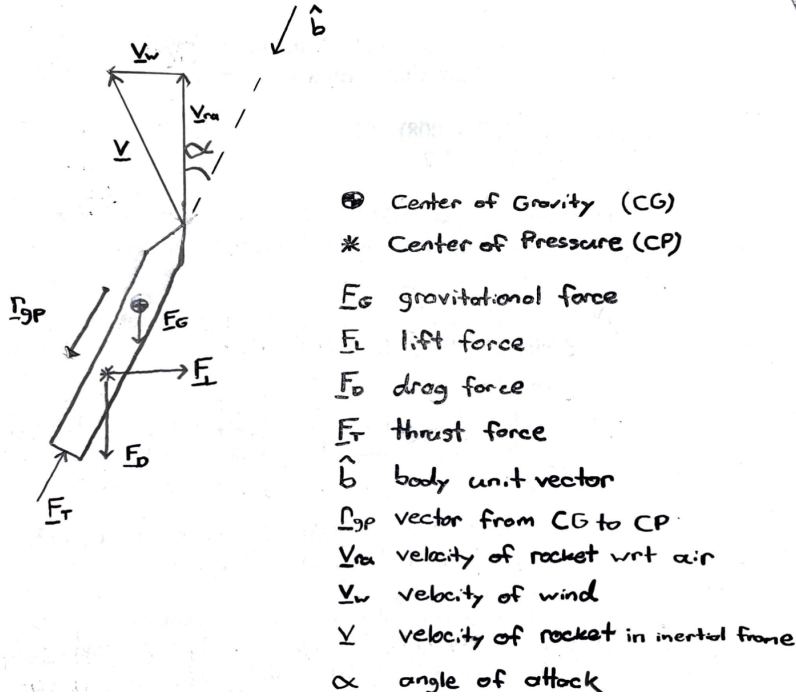 b̂
V_w
V_ra
V
α
r_gp
F_G
F_L
F_D
F_T
Center of Gravity (CG)
Center of Pressure (CP)
F_G gravitational force
F_L lift force
F_D drag force
F_T thrust force
b̂ body unit vector
r_gp vector from CG to CP
V_ra velocity of rocket wrt air
V_w velocity of wind
V velocity of rocket in inertial frame
α angle of attack